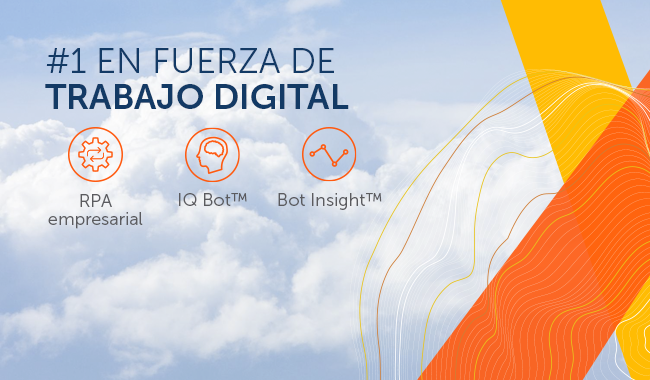 #1 EN FUERZA DE
TRABAJO DIGITAL
RPA
empresarial
IQ Bot™
Bot Insight™